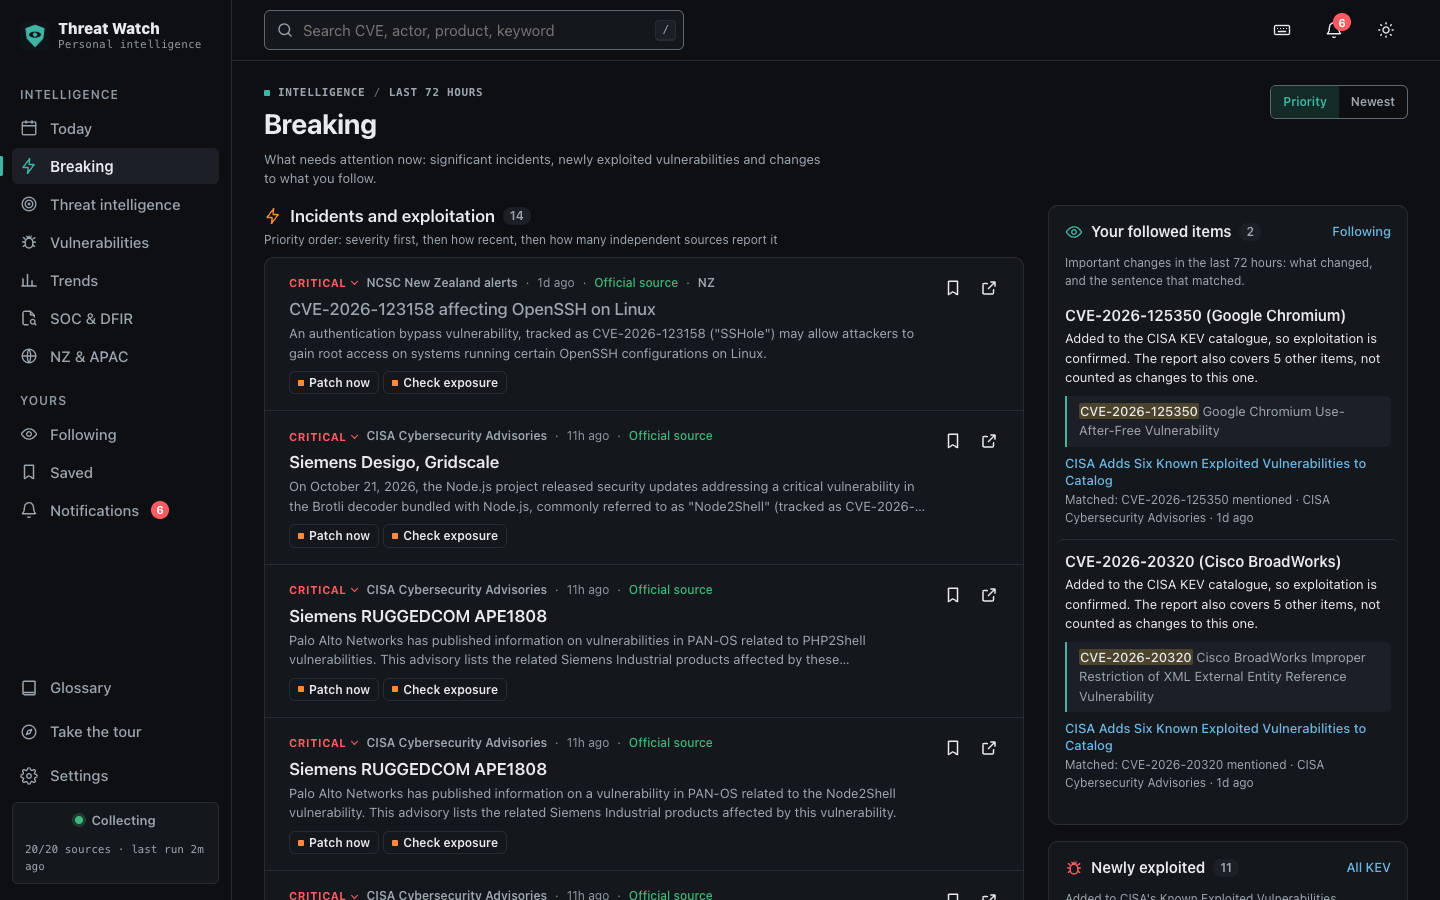 Threat Watch
Personal intelligence
INTELLIGENCE
Today
Breaking
Threat intelligence
Vulnerabilities
Trends
SOC & DFIR
NZ & APAC
YOURS
Following
Saved
Notifications 6
Glossary
Take the tour
Settings
Collecting
20/20 sources · last run 2m
ago
Search CVE, actor, product, keyword /
6
INTELLIGENCE / LAST 72 HOURS
Breaking
What needs attention now: significant incidents, newly exploited vulnerabilities and changes
to what you follow.
Priority Newest
Incidents and exploitation 14
Priority order: severity first, then how recent, then how many independent sources report it
CRITICAL NCSC New Zealand alerts · 1d ago · Official source · NZ
CVE-2026-123158 affecting OpenSSH on Linux
An authentication bypass vulnerability, tracked as CVE-2026-123158 ("SSHole") may allow attackers to
gain root access on systems running certain OpenSSH configurations on Linux.
Patch now Check exposure
CRITICAL CISA Cybersecurity Advisories · 11h ago · Official source
Siemens Desigo, Gridscale
On October 21, 2026, the Node.js project released security updates addressing a critical vulnerability in
the Brotli decoder bundled with Node.js, commonly referred to as "Node2Shell" (tracked as CVE-2026-...
Patch now Check exposure
CRITICAL CISA Cybersecurity Advisories · 11h ago · Official source
Siemens RUGGEDCOM APE1808
Palo Alto Networks has published information on vulnerabilities in PAN-OS related to PHP2Shell
vulnerabilities. This advisory lists the related Siemens Industrial products affected by these...
Patch now Check exposure
CRITICAL CISA Cybersecurity Advisories · 11h ago · Official source
Siemens RUGGEDCOM APE1808
Palo Alto Networks has published information on a vulnerability in PAN-OS related to the Node2Shell
vulnerability. This advisory lists the related Siemens Industrial products affected by this vulnerability.
Patch now Check exposure
CRITICAL CISA Cybersecurity Advisories · 11h ago · Official source
Your followed items 2 Following
Important changes in the last 72 hours: what changed,
and the sentence that matched.
CVE-2026-125350 (Google Chromium)
Added to the CISA KEV catalogue, so exploitation is
confirmed. The report also covers 5 other items, not
counted as changes to this one.
CVE-2026-125350 Google Chromium Use-
After-Free Vulnerability
CISA Adds Six Known Exploited Vulnerabilities to
Catalog
Matched: CVE-2026-125350 mentioned · CISA
Cybersecurity Advisories · 1d ago
CVE-2026-20320 (Cisco BroadWorks)
Added to the CISA KEV catalogue, so exploitation is
confirmed. The report also covers 5 other items, not
counted as changes to this one.
CVE-2026-20320 Cisco BroadWorks Improper
Restriction of XML External Entity Reference
Vulnerability
CISA Adds Six Known Exploited Vulnerabilities to
Catalog
Matched: CVE-2026-20320 mentioned · CISA
Cybersecurity Advisories · 1d ago
Newly exploited 11 All KEV
Added to CISA's Known Exploited Vulnerabilities